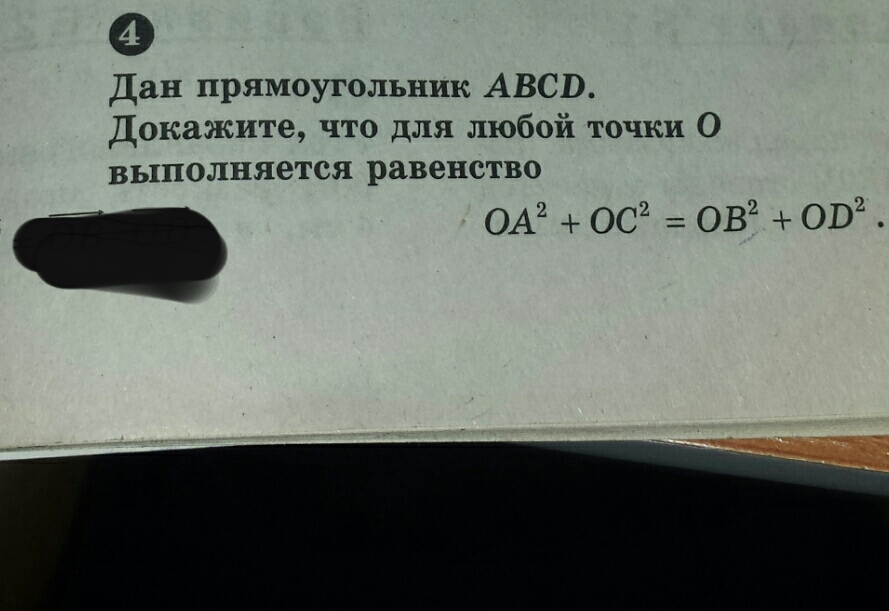 4
Дан прямоугольник ABCD.
Докажите, что для любой точки O
выполняется равенство
OA² + OC² = OB² + OD².